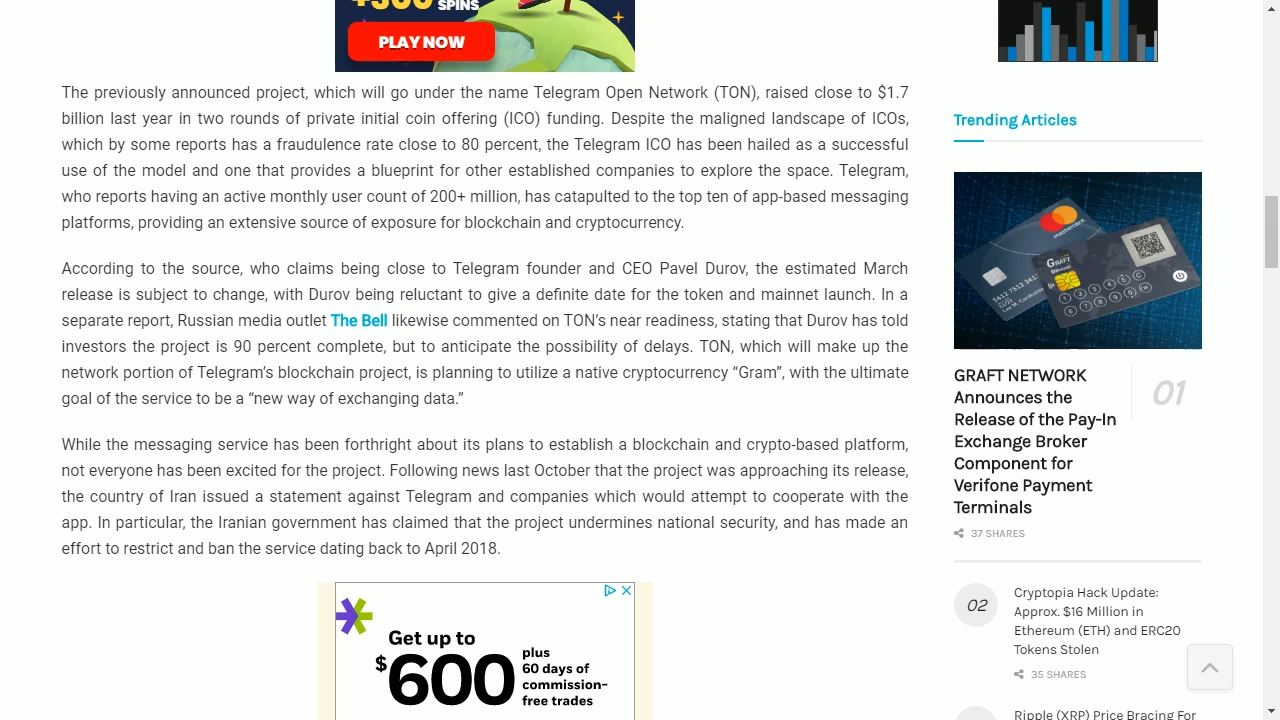 +300 SPINS
PLAY NOW
The previously announced project, which will go under the name Telegram Open Network (TON), raised close to $1.7
billion last year in two rounds of private initial coin offering (ICO) funding. Despite the maligned landscape of ICOs,
which by some reports has a fraudulence rate close to 80 percent, the Telegram ICO has been hailed as a successful
use of the model and one that provides a blueprint for other established companies to explore the space. Telegram,
who reports having an active monthly user count of 200+ million, has catapulted to the top ten of app-based messaging
platforms, providing an extensive source of exposure for blockchain and cryptocurrency.
According to the source, who claims being close to Telegram founder and CEO Pavel Durov, the estimated March
release is subject to change, with Durov being reluctant to give a definite date for the token and mainnet launch. In a
separate report, Russian media outlet The Bell likewise commented on TON’s near readiness, stating that Durov has told
investors the project is 90 percent complete, but to anticipate the possibility of delays. TON, which will make up the
network portion of Telegram’s blockchain project, is planning to utilize a native cryptocurrency “Gram”, with the ultimate
goal of the service to be a “new way of exchanging data.”
While the messaging service has been forthright about its plans to establish a blockchain and crypto-based platform,
not everyone has been excited for the project. Following news last October that the project was approaching its release,
the country of Iran issued a statement against Telegram and companies which would attempt to cooperate with the
app. In particular, the Iranian government has claimed that the project undermines national security, and has made an
effort to restrict and ban the service dating back to April 2018.
Get up to
$600
plus
60 days of
commission-
free trades
Trending Articles
mastercard
GRAFT
GRAFT NETWORK
Announces the
Release of the Pay-In
Exchange Broker
Component for
Verifone Payment
Terminals
01
37 SHARES
02
Cryptopia Hack Update:
Approx. $16 Million in
Ethereum (ETH) and ERC20
Tokens Stolen
35 SHARES
Ripple (XRP) Price Bracing For